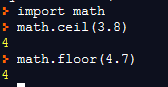 import math
math.ceil(3.8)
4
math.floor(4.7)
4